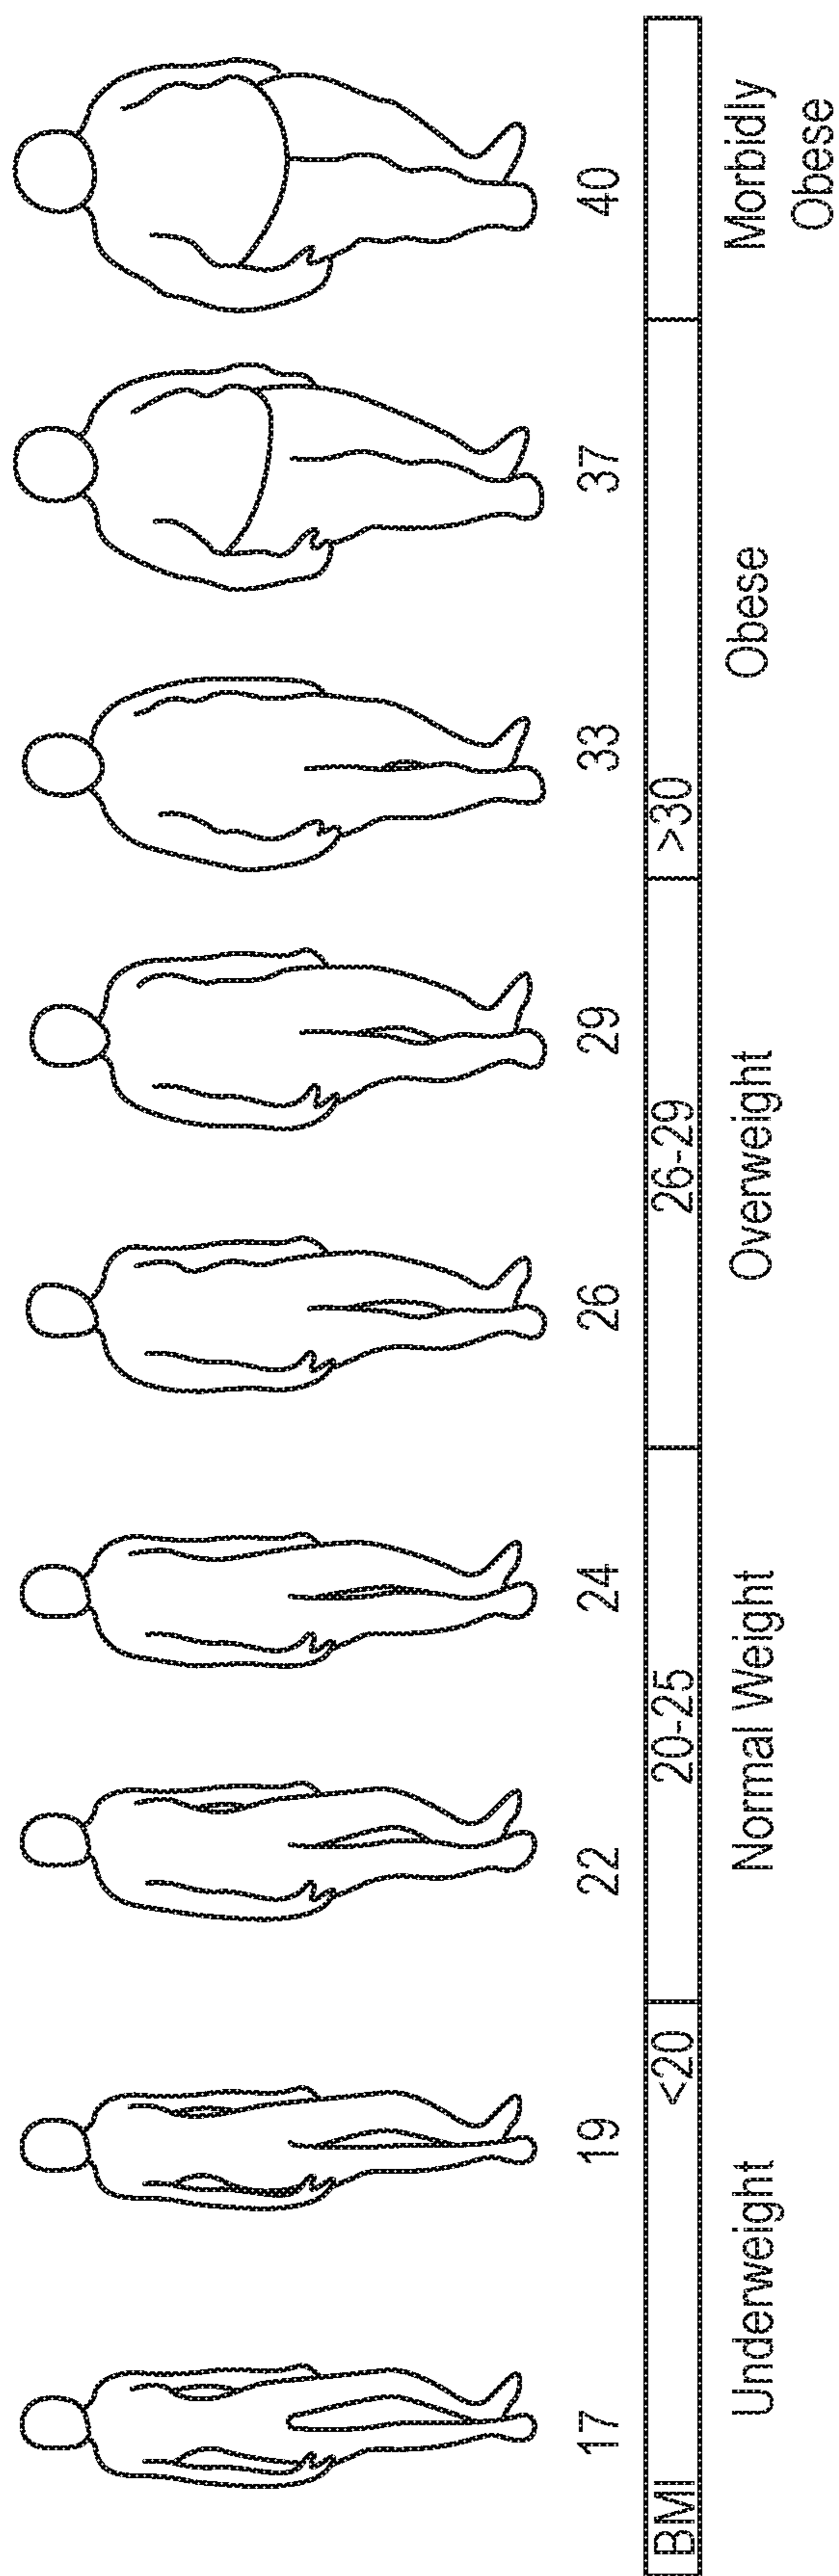 17 19 22 24 26 29 33 37 40
BMI <20 20-25 26-29 >30
Underweight Normal Weight Overweight Obese Morbidly
Obese